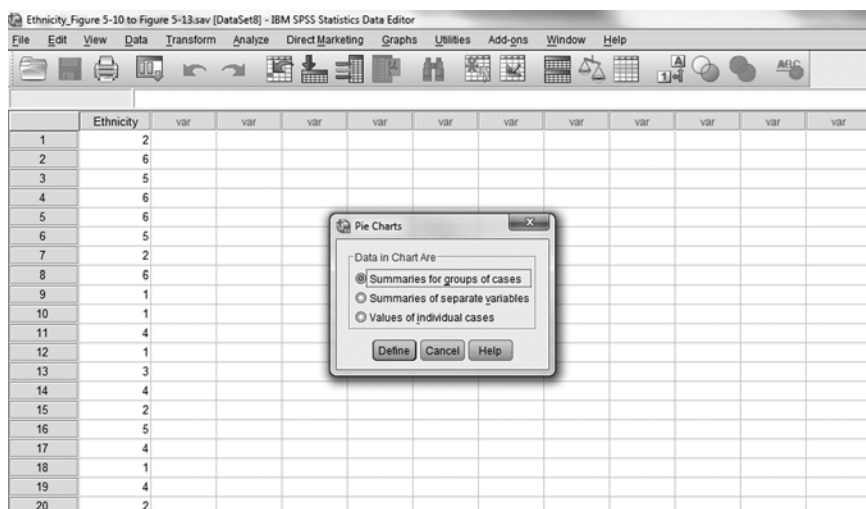 Ethnicity_Figure 5-10 to Figure 5-13.sav [DataSet8] - IBM SPSS Statistics Data Editor
File Edit View Data Transform Analyze Direct Marketing Graphs Utilities Add-ons Window Help
A 1 4 ABC
Ethnicity var var var var var var var var var var var
1 2
2 6
3 5
4 6
5 6
6 5
7 2
8 6
9 1
10 1
11 4
12 1
13 3
14 4
15 2
16 5
17 4
18 1
19 4
20 2
Pie Charts
Data in Chart Are
Summaries for groups of cases
Summaries of separate variables
Values of individual cases
Define Cancel Help